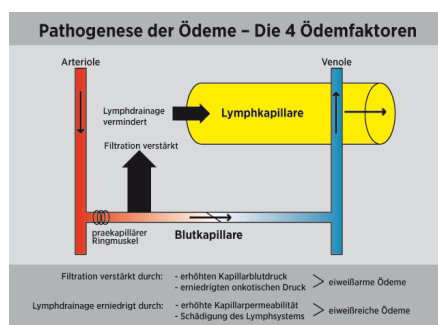 Pathogenese der Ödeme – Die 4 Ödemfaktoren
Arteriole
Venole
Lymphdrainage
vermindert
Lymphkapillare
Filtration verstärkt
praekapillärer
Ringmuskel
Blutkapillare
Filtration verstärkt durch:
- erhöhten Kapillarblutdruck
- erniedrigten onkotischen Druck
> eiweißarme Ödeme
Lymphdrainage erniedrigt durch:
- erhöhte Kapillarpermeabilität
- Schädigung des Lymphsystems
> eiweißreiche Ödeme